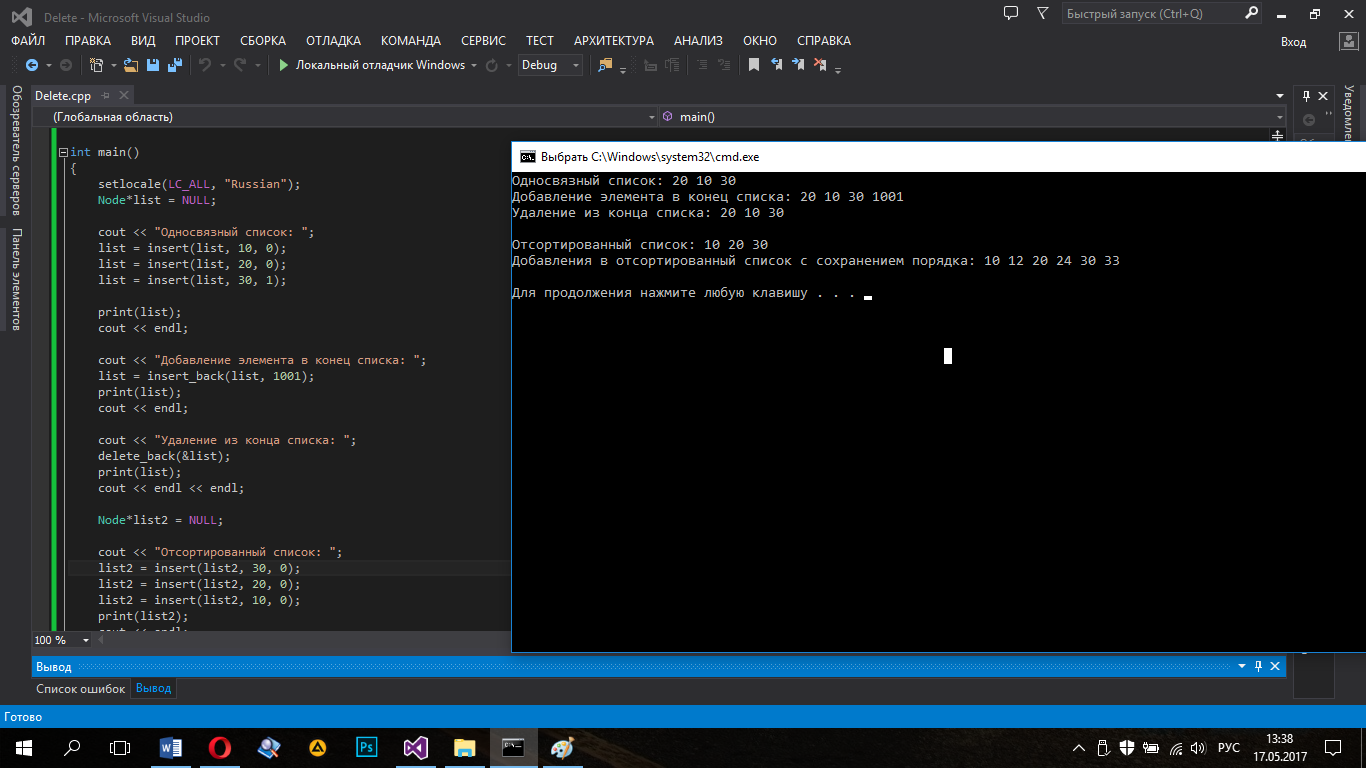 Delete - Microsoft Visual Studio
Быстрый запуск (Ctrl+Q)
ФАЙЛ ПРАВКА ВИД ПРОЕКТ СБОРКА ОТЛАДКА КОМАНДА СЕРВИС ТЕСТ АРХИТЕКТУРА АНАЛИЗ ОКНО СПРАВКА
Вход
Локальный отладчик Windows Debug
Обозреватель серверов
Панель элементов
Delete.cpp
(Глобальная область) main()
int main()
{
setlocale(LC_ALL, "Russian");
Node*list = NULL;
cout << "Односвязный список: ";
list = insert(list, 10, 0);
list = insert(list, 20, 0);
list = insert(list, 30, 1);
print(list);
cout << endl;
cout << "Добавление элемента в конец списка: ";
list = insert_back(list, 1001);
print(list);
cout << endl;
cout << "Удаление из конца списка: ";
delete_back(&list);
print(list);
cout << endl << endl;
Node*list2 = NULL;
cout << "Отсортированный список: ";
list2 = insert(list2, 30, 0);
list2 = insert(list2, 20, 0);
list2 = insert(list2, 10, 0);
print(list2);
cout << endl;
100 %
Выбрать C:\Windows\system32\cmd.exe
Односвязный список: 20 10 30
Добавление элемента в конец списка: 20 10 30 1001
Удаление из конца списка: 20 10 30
Отсортированный список: 10 20 30
Добавления в отсортированный список с сохранением порядка: 10 12 20 24 30 33
Для продолжения нажмите любую клавишу . . .
Вывод
Список ошибок Вывод
Готово
Ps
РУС
13:38
17.05.2017